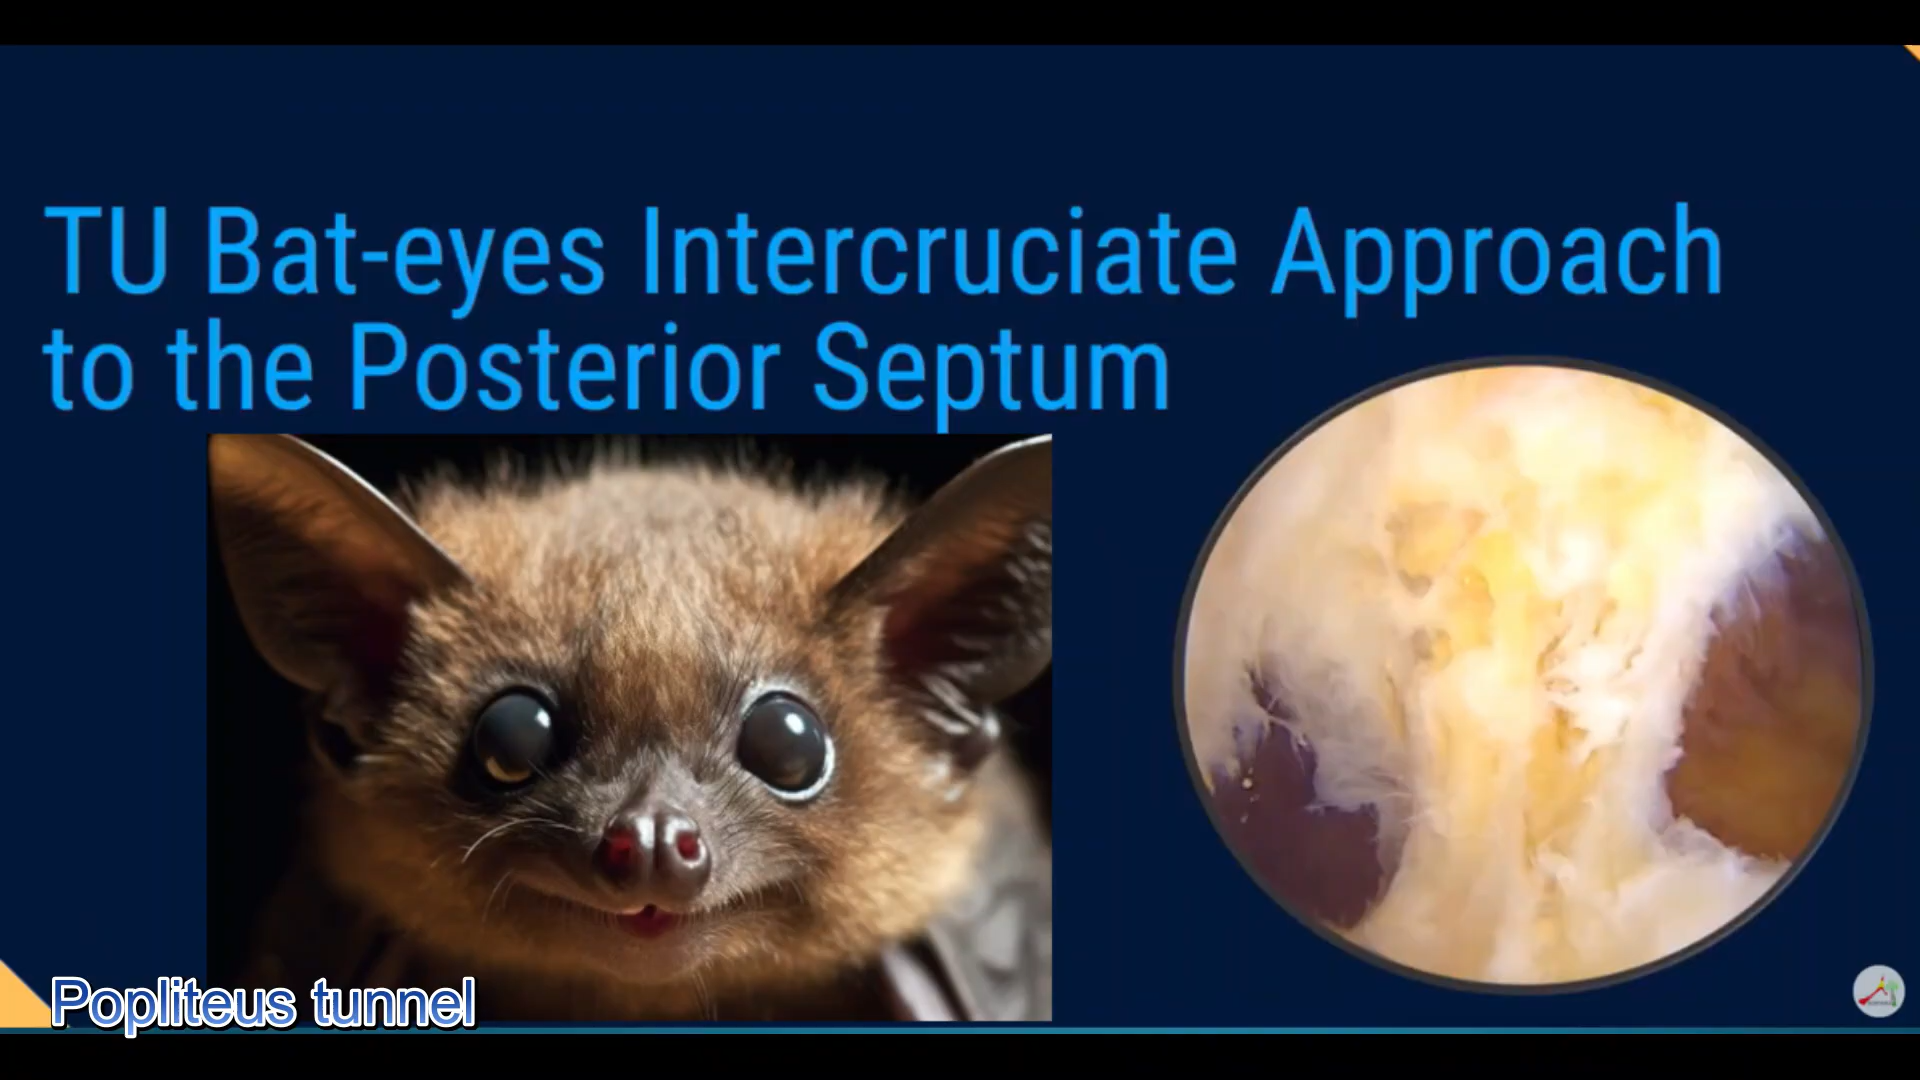 TU Bat-eyes Intercruciate Approach
to the Posterior Septum
Popliteus tunnel